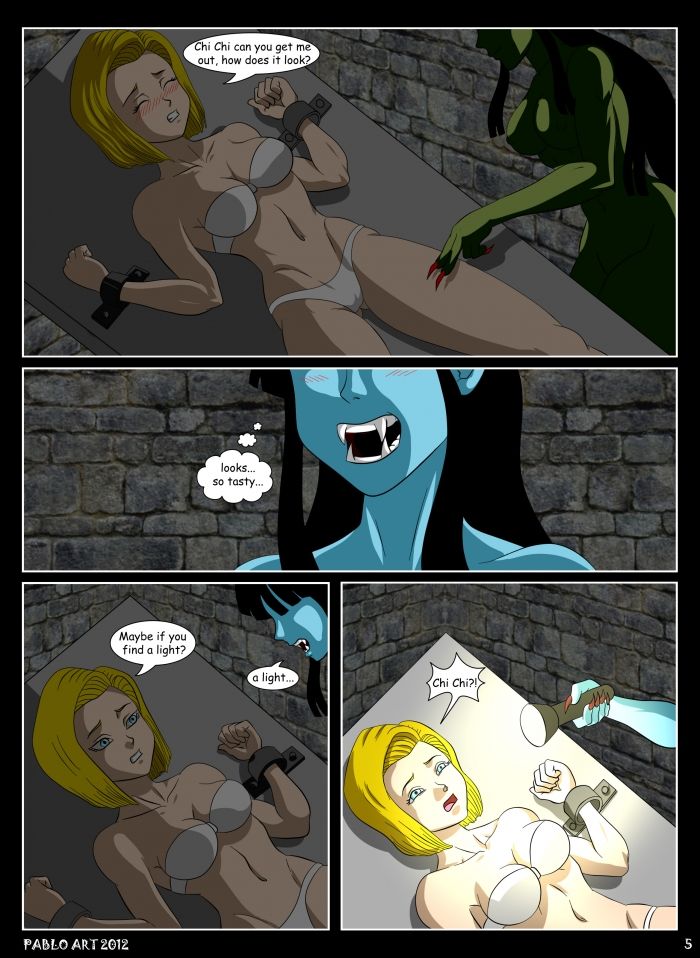 Chi Chi can you get me
out, how does it look?
looks...
so tasty...
Maybe if you
find a light?
a light...
Chi Chi?!
PABLO ART 2012
5